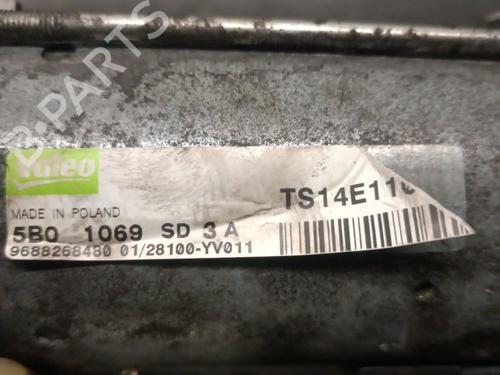 B-PARTS
Valeo
TS14E11
MADE IN POLAND
5B0 1069 SD 3 A
9688268480 01/28100-YV011